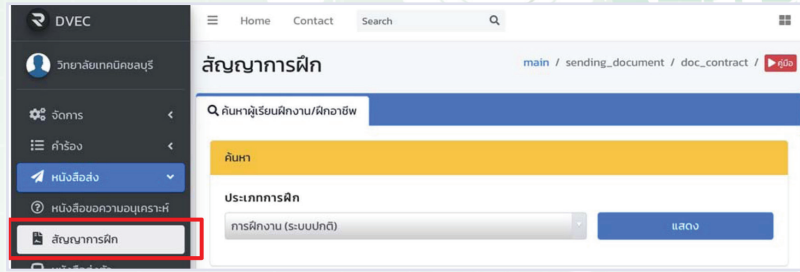 DVEC
Home Contact Search
วิทยาลัยเทคนิคชลบุรี
สัญญาการฝึก
main / sending_document / doc_contract / คู่มือ
จัดการ
ค้นหาผู้เรียนฝึกงาน/ฝึกอาชีพ
คำร้อง
ค้นหา
หนังสือส่ง
ประเภทการฝึก
หนังสือขอความอนุเคราะห์
การฝึกงาน (ระบบปกติ)
แสดง
สัญญาการฝึก